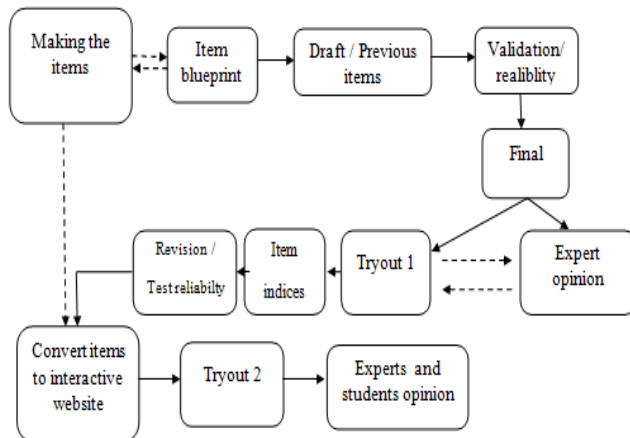 Making the
items
Item
blueprint
Draft / Previous
items
Validation/
realiblity
Final
Revision /
Test reliabilty
Item
indices
Tryout 1
Expert
opinion
Convert items
to interactive
website
Tryout 2
Experts and
students opinion